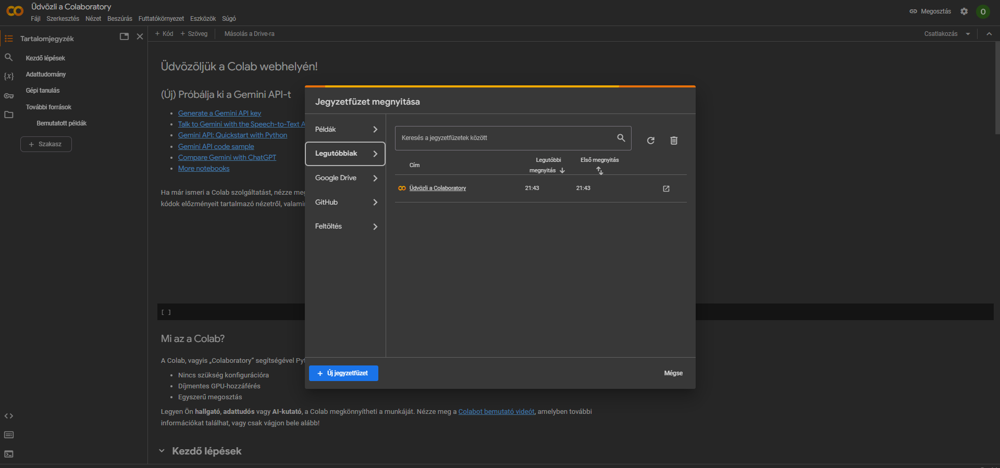 Üdvözli a Colaboratory
Fájl Szerkesztés Nézet Beszúrás Futtatókörnyezet Eszközök Súgó
Megosztás
O
Tartalomjegyzék
Kezdő lépések
Adattudomány
Gépi tanulás
További források
Bemutatott példák
+ Szakasz
+ Kód + Szöveg Másolás a Drive-ra
Csatlakozás
Üdvözöljük a Colab webhelyén!
(Új) Próbálja ki a Gemini API-t
• Generate a Gemini API key
• Talk to Gemini with the Speech-to-Text A
• Gemini API: Quickstart with Python
• Gemini API code sample
• Compare Gemini with ChatGPT
• More notebooks
Ha már ismeri a Colab szolgáltatást, nézze meg
kódok előzményeit tartalmazó nézetről, valamin
[ ]
Mi az a Colab?
A Colab, vagyis „Colaboratory” segítségével Pyt
• Nincs szükség konfigurációra
• Díjmentes GPU-hozzáférés
• Egyszerű megosztás
Legyen Ön hallgató, adattudós vagy AI-kutató, a Colab megkönnyítheti a munkáját. Nézze meg a Colabot bemutató videót, amelyben további
információkat találhat, vagy csak vágjon bele alább!
Kezdő lépések
Jegyzetfüzet megnyitása
Példák
Legutóbbiak
Google Drive
GitHub
Feltöltés
Keresés a jegyzetfüzetek között
Cím
Legutóbbi
megnyitás
Első megnyitás
Üdvözli a Colaboratory 21:43 21:43
+ Új jegyzetfüzet
Mégse